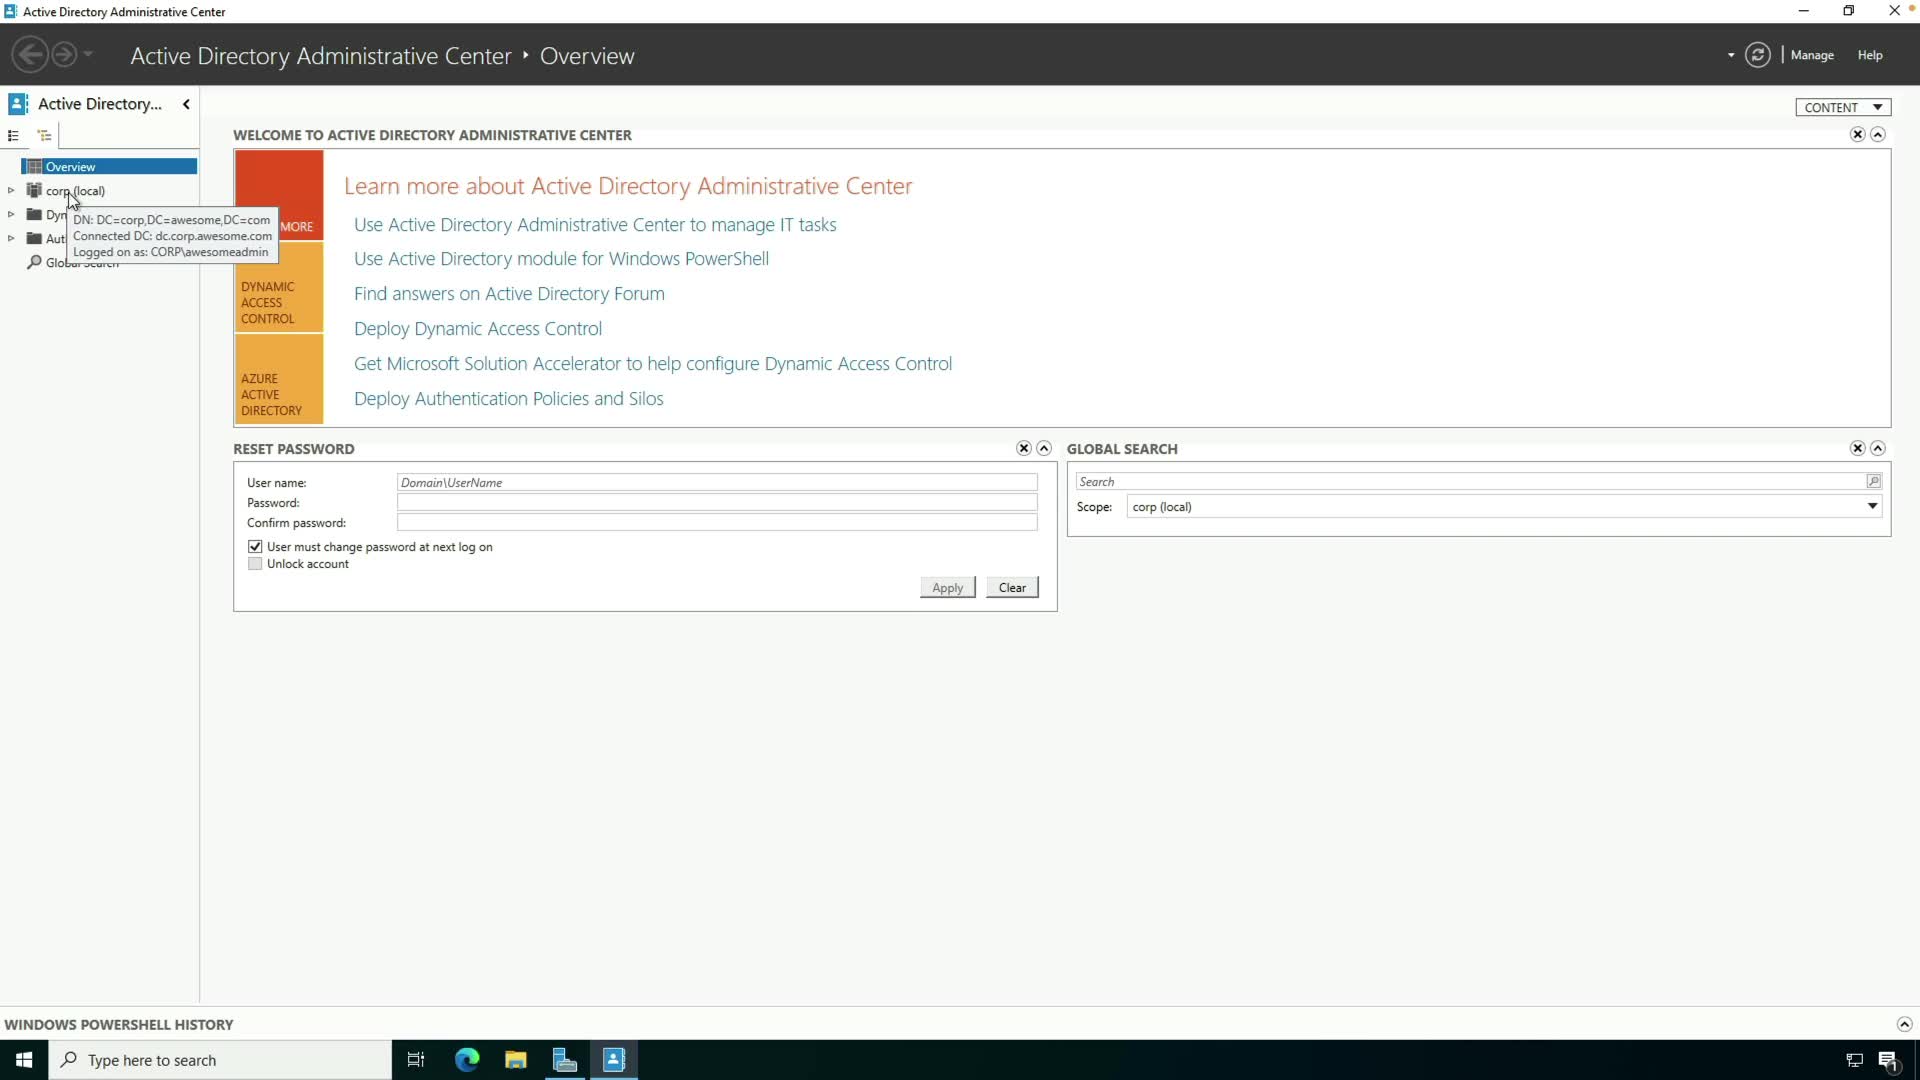 Active Directory Administrative Center
Active Directory Administrative Center ‣ Overview
Manage
Help
Active Directory...
CONTENT
Overview
corp (local)
Dyn
Aut
Global Search
DN: DC=corp,DC=awesome,DC=com
Connected DC: dc.corp.awesome.com
Logged on as: CORP\awesomeadmin
WELCOME TO ACTIVE DIRECTORY ADMINISTRATIVE CENTER
MORE
DYNAMIC
ACCESS
CONTROL
AZURE
ACTIVE
DIRECTORY
Learn more about Active Directory Administrative Center
Use Active Directory Administrative Center to manage IT tasks
Use Active Directory module for Windows PowerShell
Find answers on Active Directory Forum
Deploy Dynamic Access Control
Get Microsoft Solution Accelerator to help configure Dynamic Access Control
Deploy Authentication Policies and Silos
RESET PASSWORD
User name:
Domain\UserName
Password:
Confirm password:
User must change password at next log on
Unlock account
Apply
Clear
GLOBAL SEARCH
Search
Scope:
corp (local)
WINDOWS POWERSHELL HISTORY
Type here to search
1